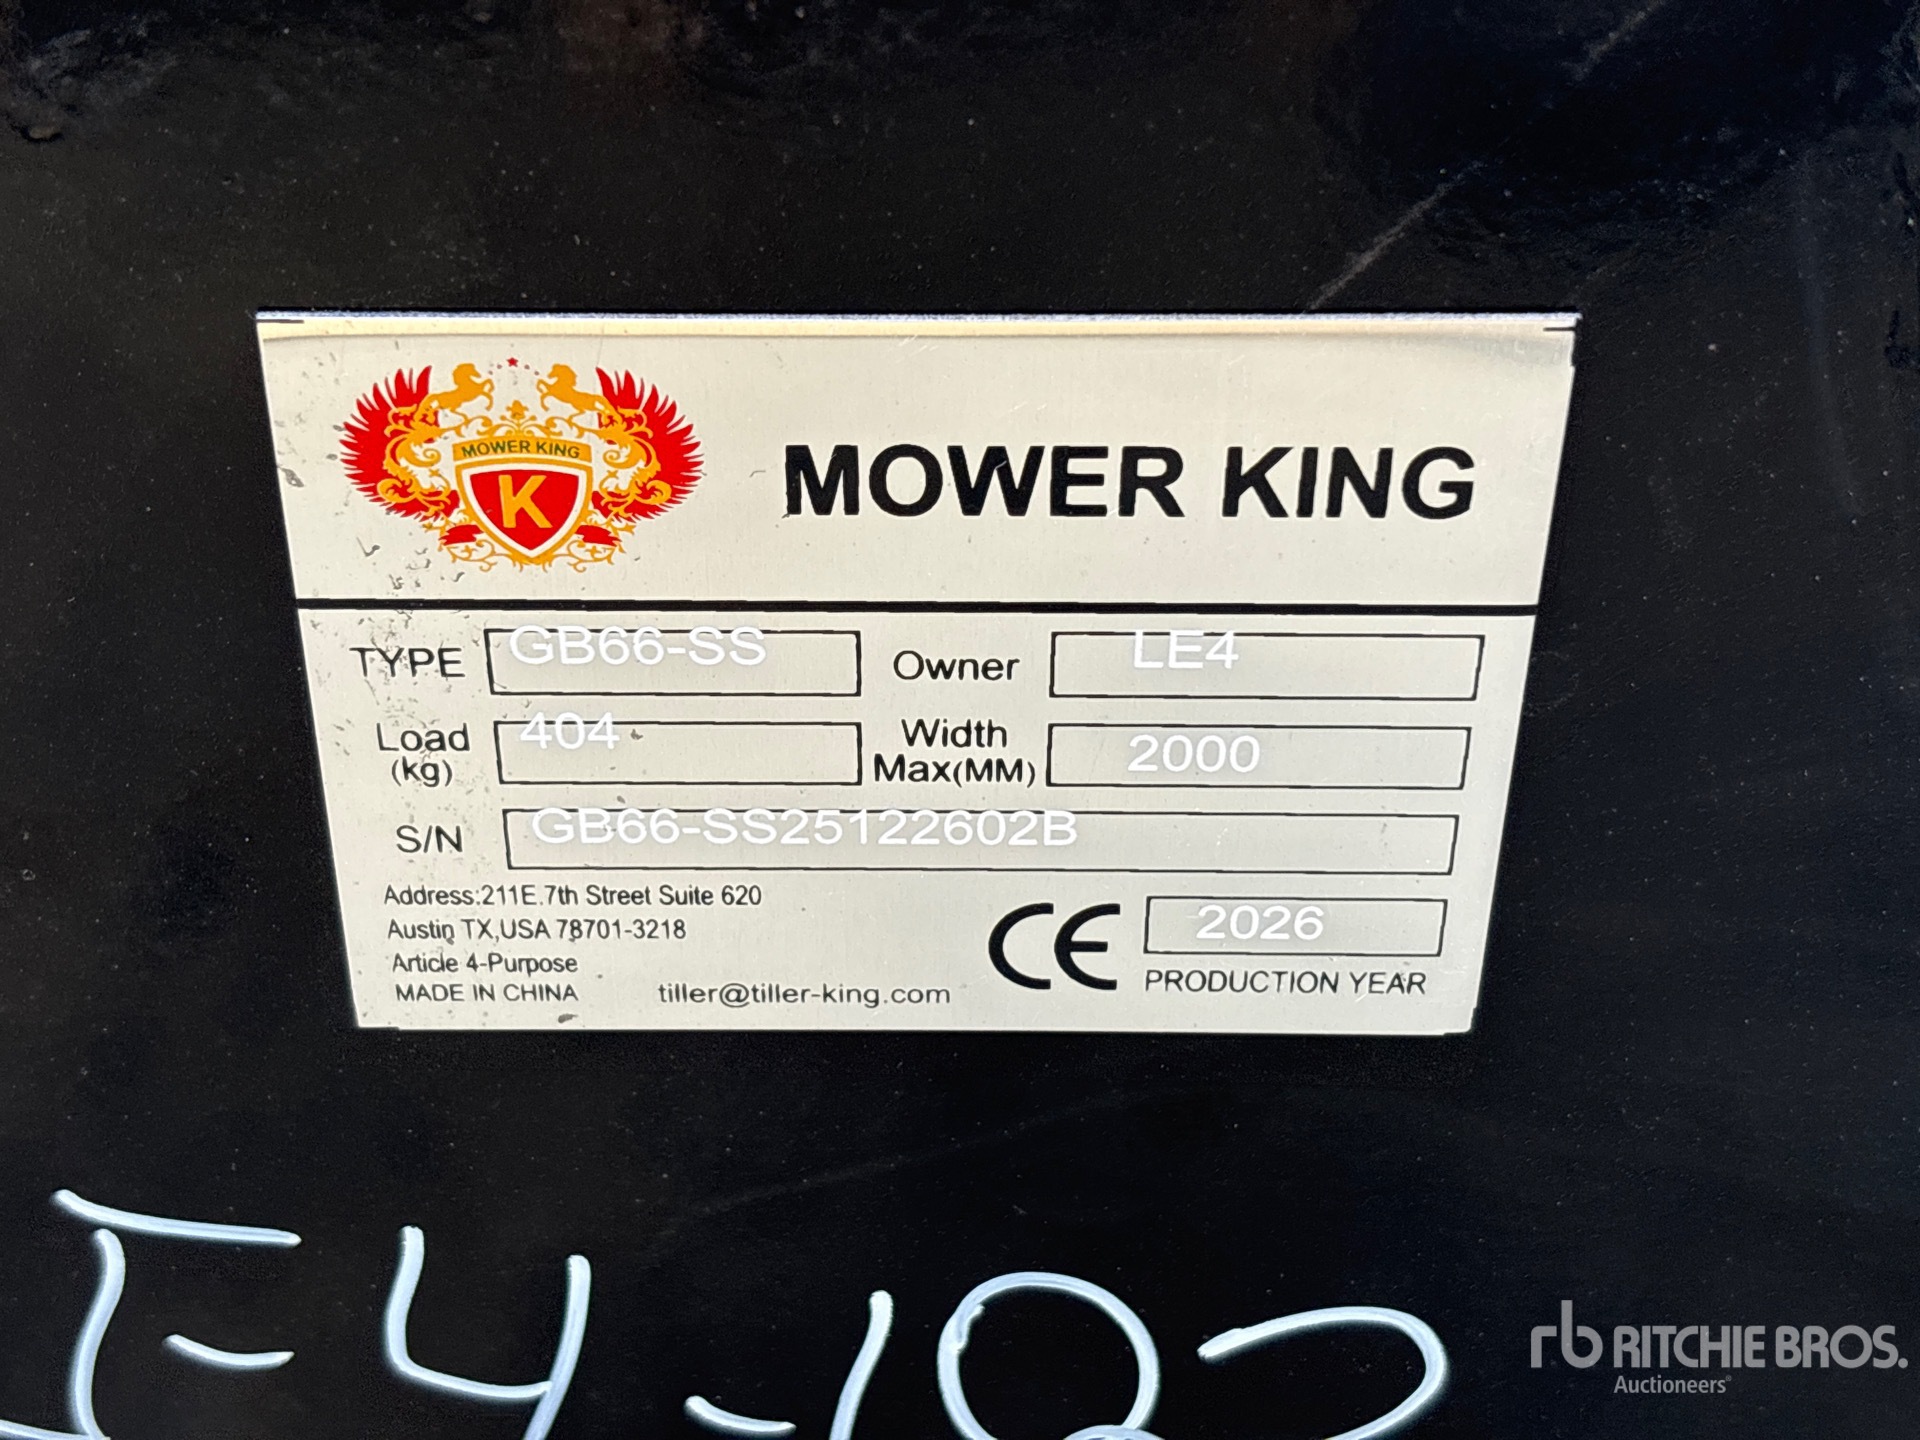 MOWER KING
K
MOWER KING
TYPE GB66-SS Owner LE4
Load (kg) 404 Width Max(MM) 2000
S/N GB66-SS25122602B
Address:211E.7th Street Suite 620
Austin TX,USA 78701-3218
Article 4-Purpose
MADE IN CHINA
tiller@tiller-king.com
CE 2026
PRODUCTION YEAR
rb RITCHIE BROS.
Auctioneers